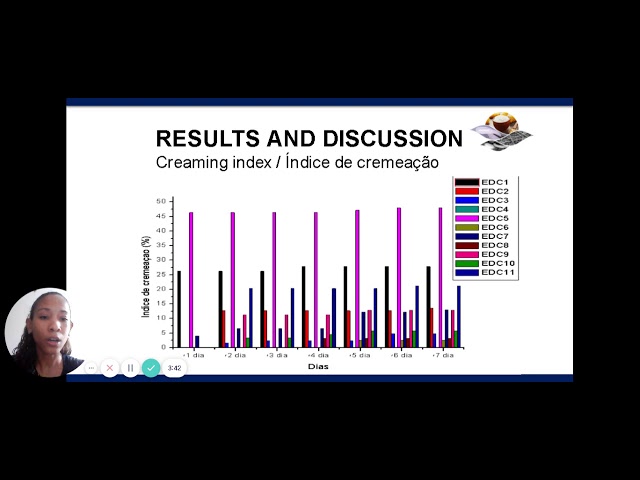 RESULTS AND DISCUSSION
Creaming index / Índice de cremeação
EDC1
EDC2
EDC3
EDC4
EDC5
EDC6
EDC7
EDC8
EDC9
EDC10
EDC11
Indice de cremeaçao (%)
50
45
40
35
30
25
20
15
10
5
0
1 dia
2 dia
3 dia
4 dia
5 dia
6 dia
7 dia
Dias
3:42